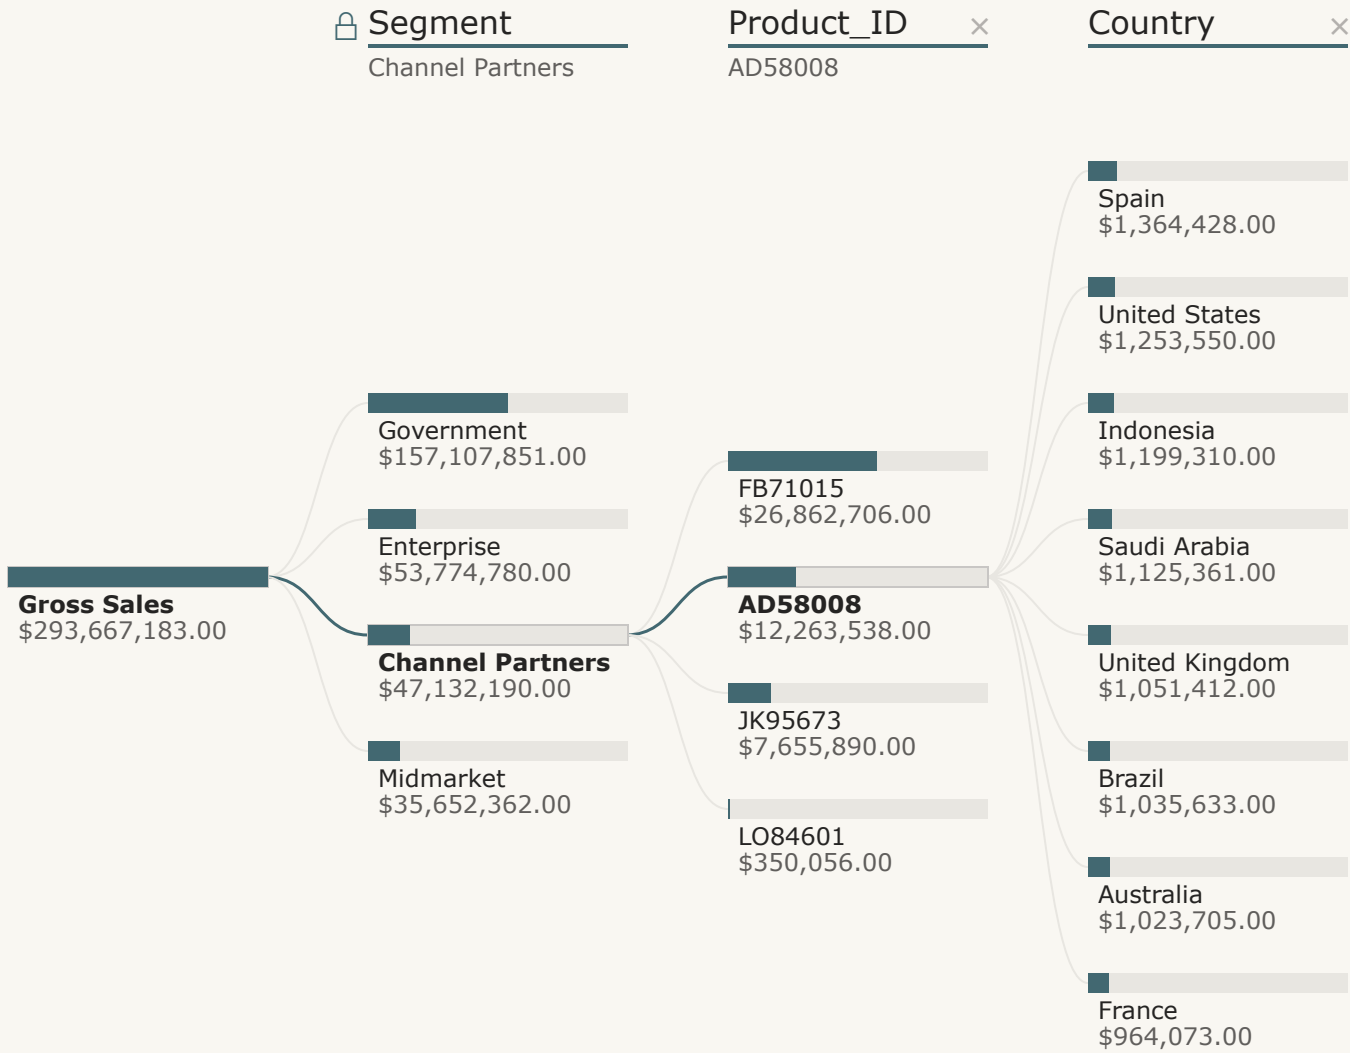 Segment
Channel Partners
Product_ID
AD58008
Country
Gross Sales
$293,667,183.00
Government
$157,107,851.00
Enterprise
$53,774,780.00
Channel Partners
$47,132,190.00
Midmarket
$35,652,362.00
FB71015
$26,862,706.00
AD58008
$12,263,538.00
JK95673
$7,655,890.00
LO84601
$350,056.00
Spain
$1,364,428.00
United States
$1,253,550.00
Indonesia
$1,199,310.00
Saudi Arabia
$1,125,361.00
United Kingdom
$1,051,412.00
Brazil
$1,035,633.00
Australia
$1,023,705.00
France
$964,073.00